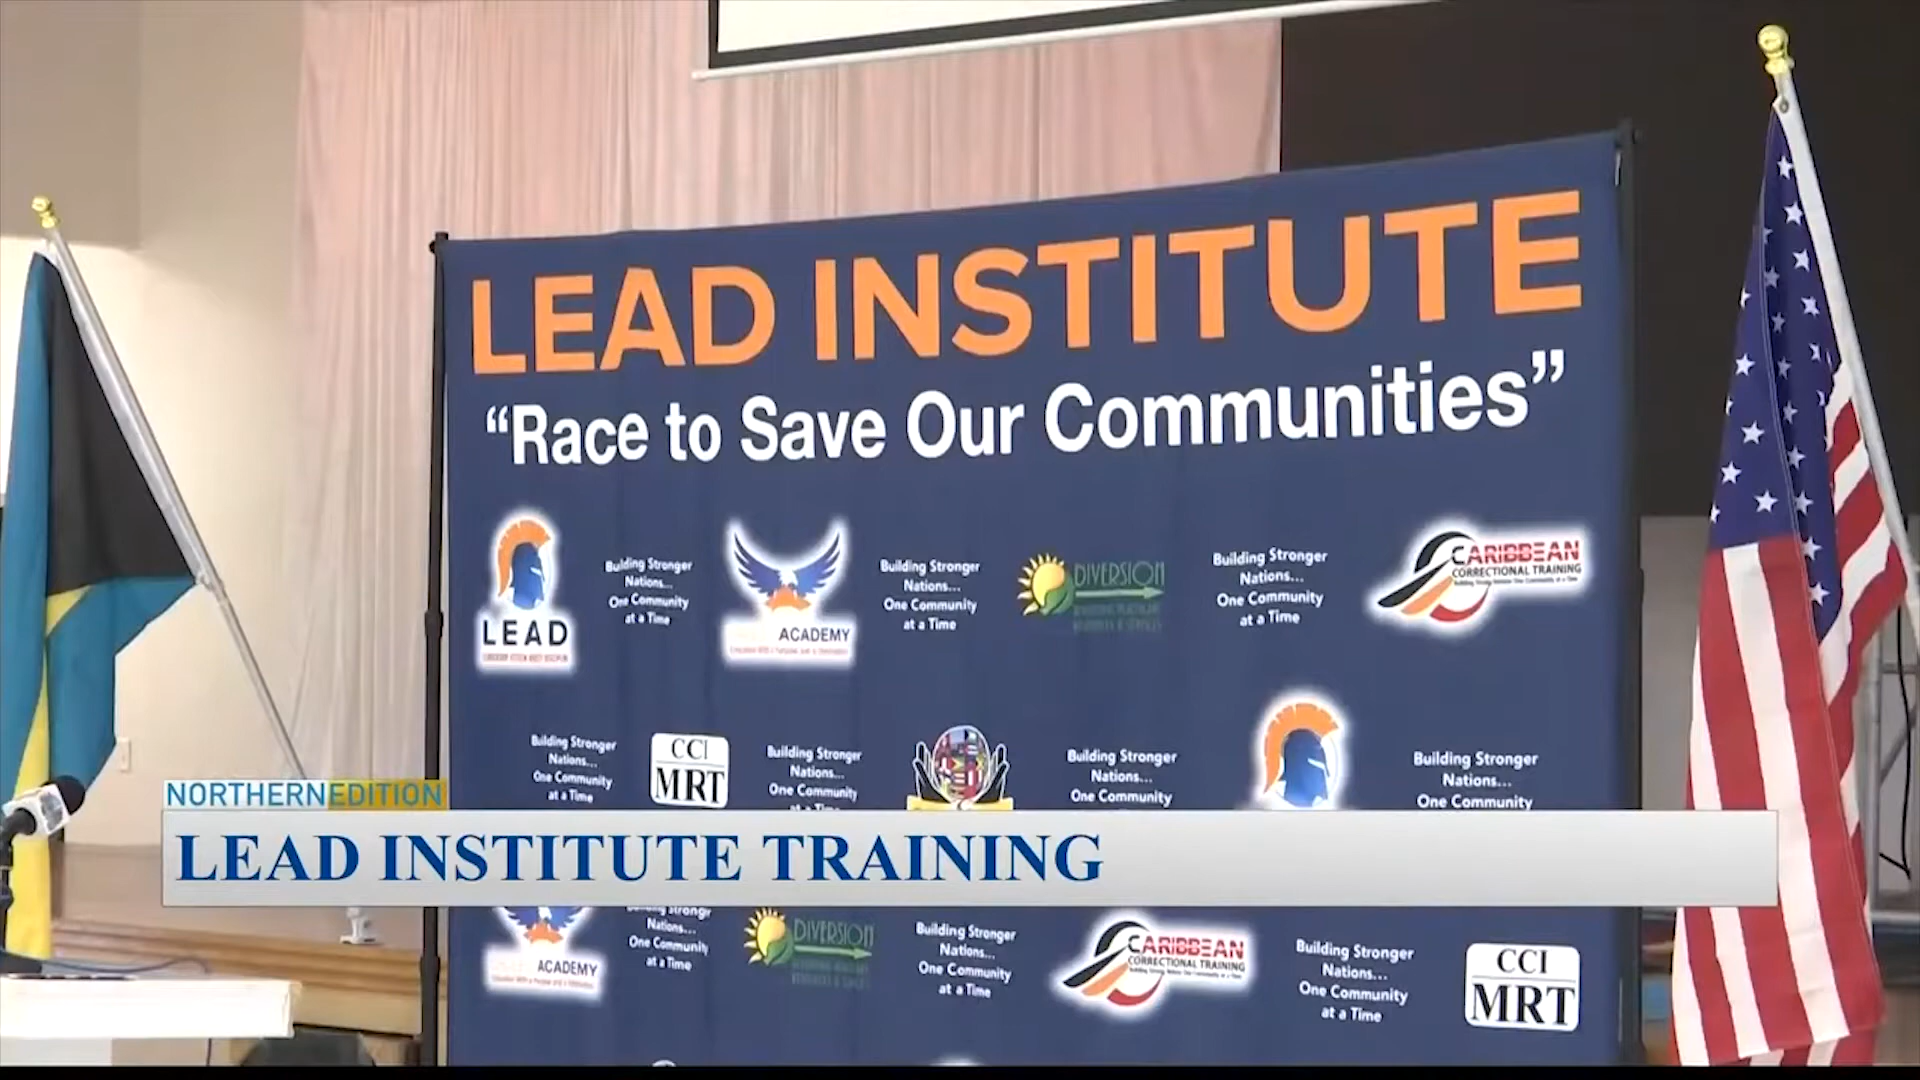 LEAD INSTITUTE
“Race to Save Our Communities”
LEAD
Building Stronger
Nations...
One Community
at a Time
ACADEMY
Building Stronger
Nations...
One Community
at a Time
DIVERSION
Building Stronger
Nations...
One Community
at a Time
CARIBBEAN
CORRECTIONAL TRAINING
Building Stronger
Nations...
One Community
at a Time
CCI
MRT
Building Stronger
Nations...
One Community
at a Time
Building Stronger
Nations...
One Community
Building Stronger
Nations...
One Community
NORTHERNEDITION
LEAD INSTITUTE TRAINING
ACADEMY
Stronger
Nations...
One Community
at a Time
DIVERSION
Building Stronger
Nations...
One Community
at a Time
CARIBBEAN
CORRECTIONAL TRAINING
Building Stronger
Nations...
One Community
at a Time
CCI
MRT